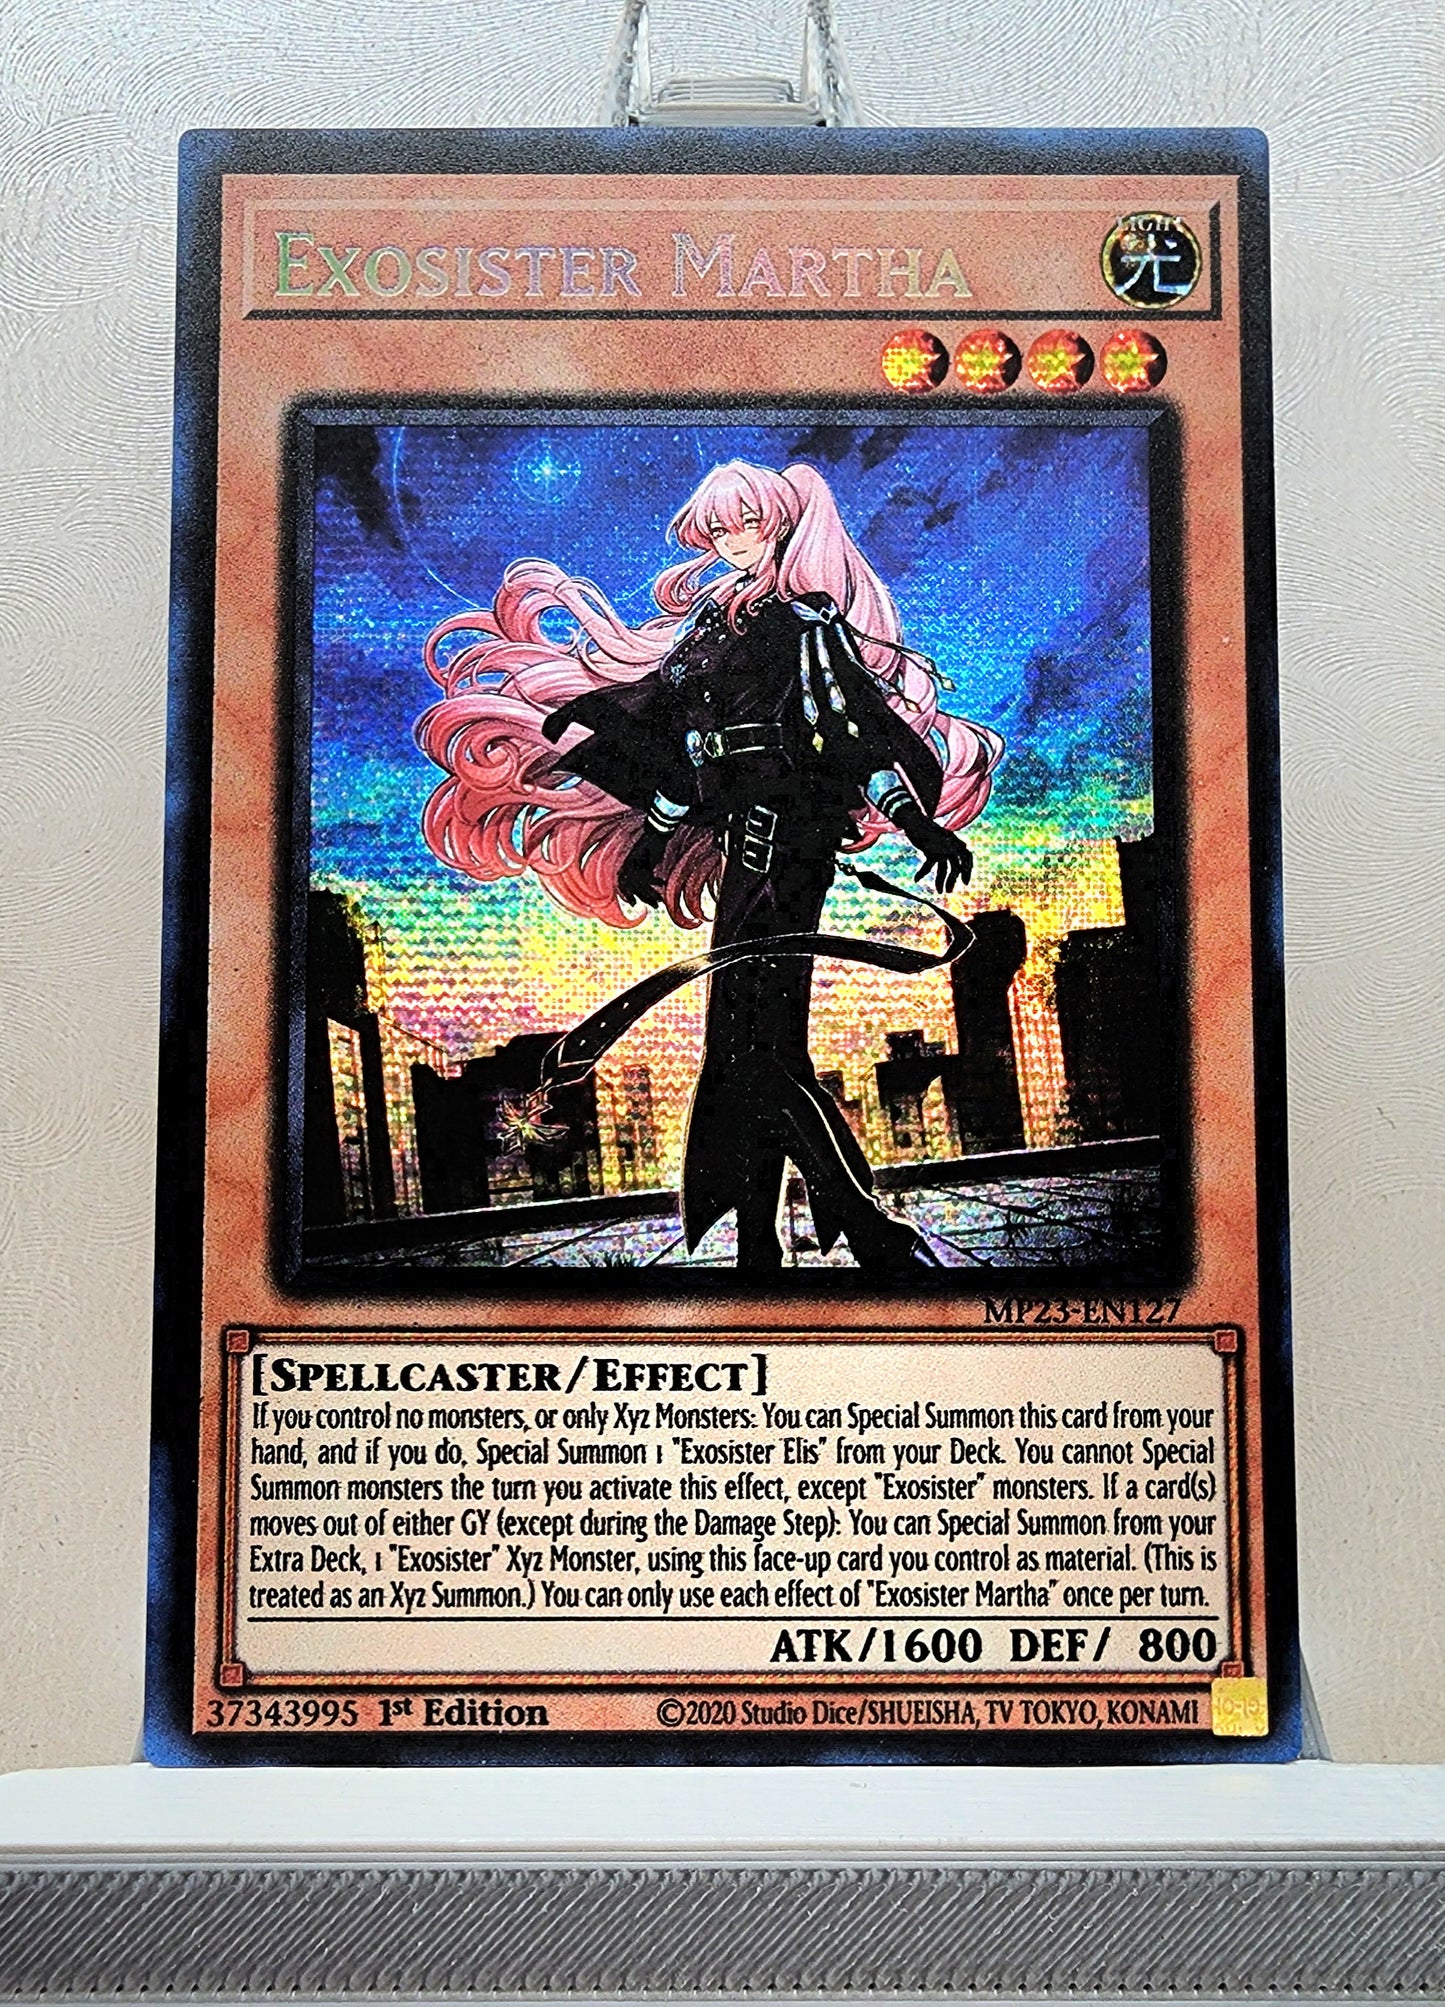 EXOSISTER MARTHA
LIGHT
光
MP23-EN127
[SPELLCASTER/EFFECT]
If you control no monsters, or only Xyz Monsters: You can Special Summon this card from your
hand, and if you do, Special Summon 1 "Exosister Elis" from your Deck. You cannot Special
Summon monsters the turn you activate this effect, except "Exosister" monsters. If a card(s)
moves out of either GY (except during the Damage Step): You can Special Summon from your
Extra Deck, 1 "Exosister" Xyz Monster, using this face-up card you control as material. (This is
treated as an Xyz Summon.) You can only use each effect of "Exosister Martha" once per turn.
ATK/1600 DEF/ 800
37343995 1st Edition ©2020 Studio Dice/SHUEISHA, TV TOKYO, KONAMI